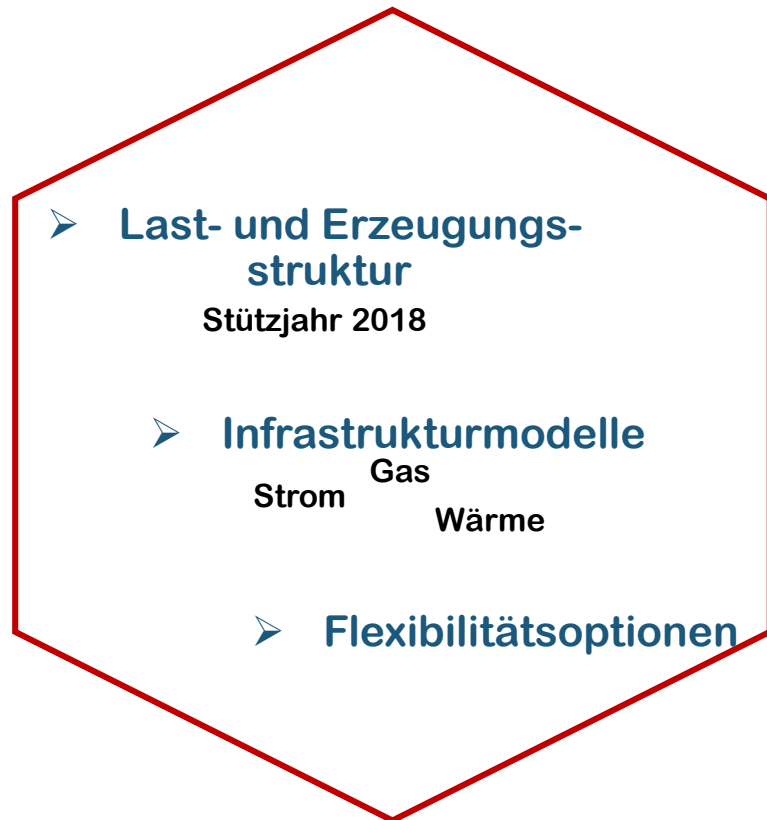 ➢ Last- und Erzeugungs-
struktur
Stützjahr 2018
➢ Infrastrukturmodelle
Gas
Strom
Wärme
➢ Flexibilitätsoptionen